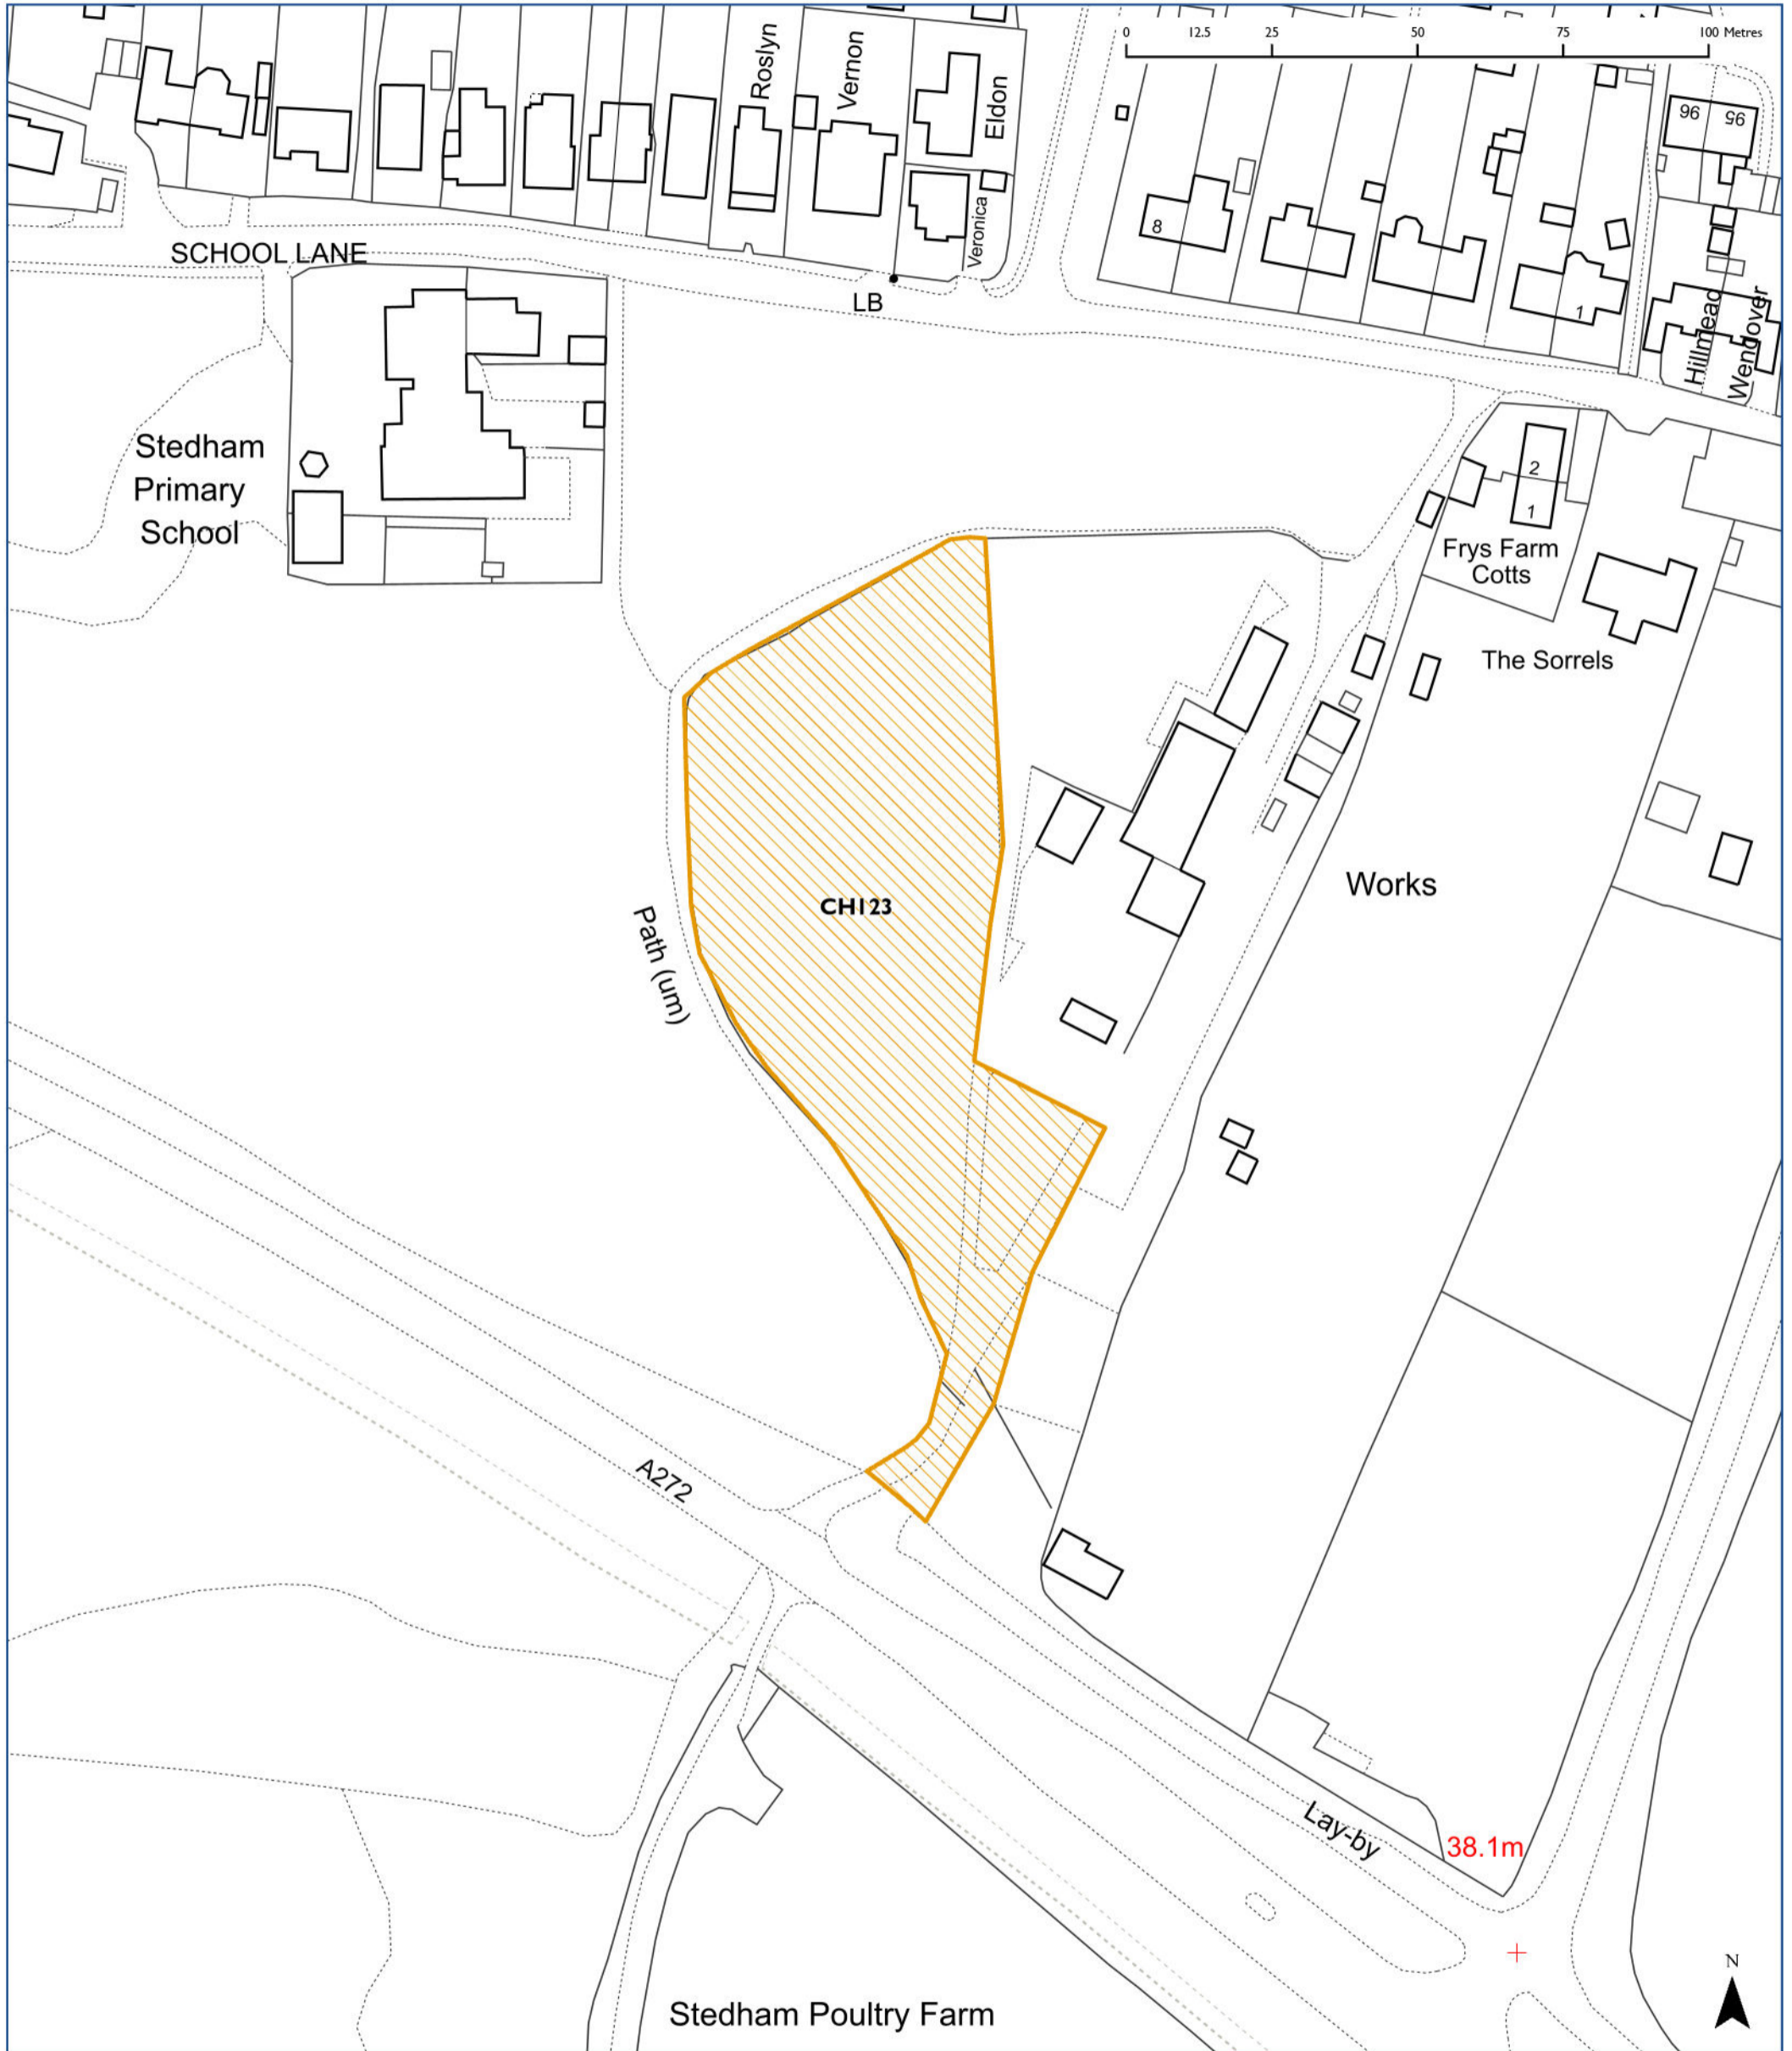 0 12.5 25 50 75 100 Metres
Roslyn
Vernon
Eldon
Veronica
96 95
8
1
SCHOOL LANE
LB
Hillmead
Wendover
Stedham
Primary
School
2
1
Frys Farm
Cotts
The Sorrels
Works
CH123
Path (um)
A272
Lay-by
38.1m
N
Stedham Poultry Farm